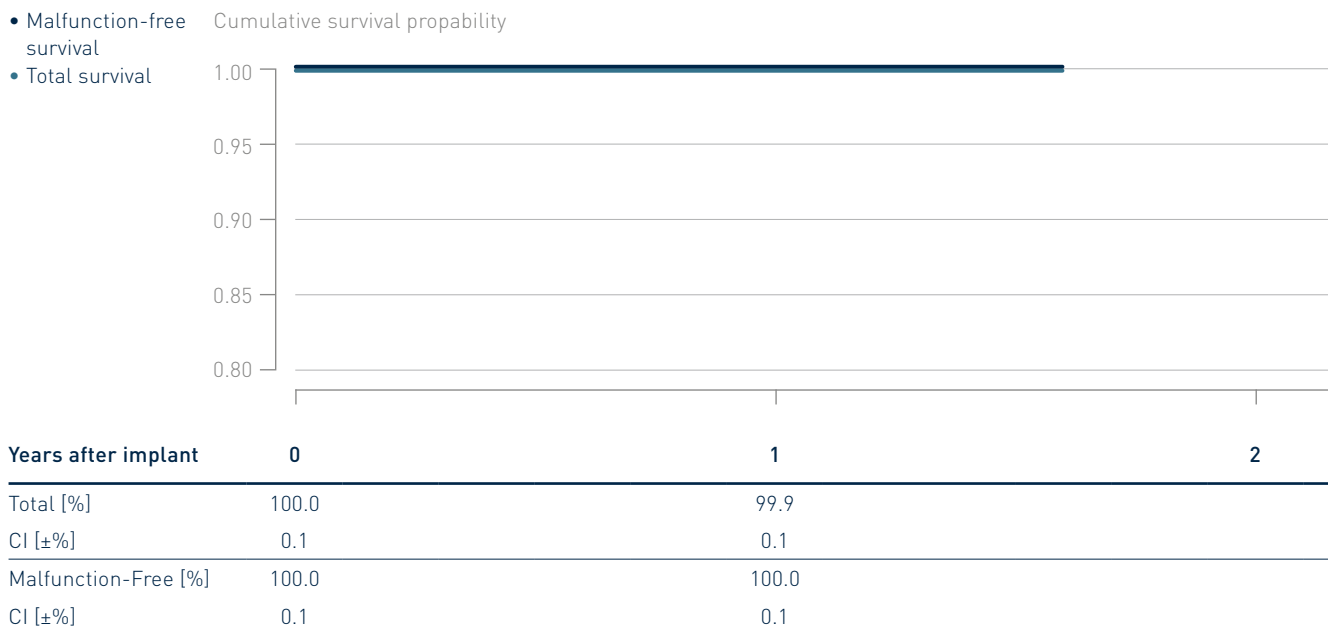 • Malfunction-free
survival
• Total survival
Cumulative survival propability
1.00
0.95
0.90
0.85
0.80
Years after implant 0 1 2
Total [%] 100.0 99.9
CI [±%] 0.1 0.1
Malfunction-Free [%] 100.0 100.0
CI [±%] 0.1 0.1